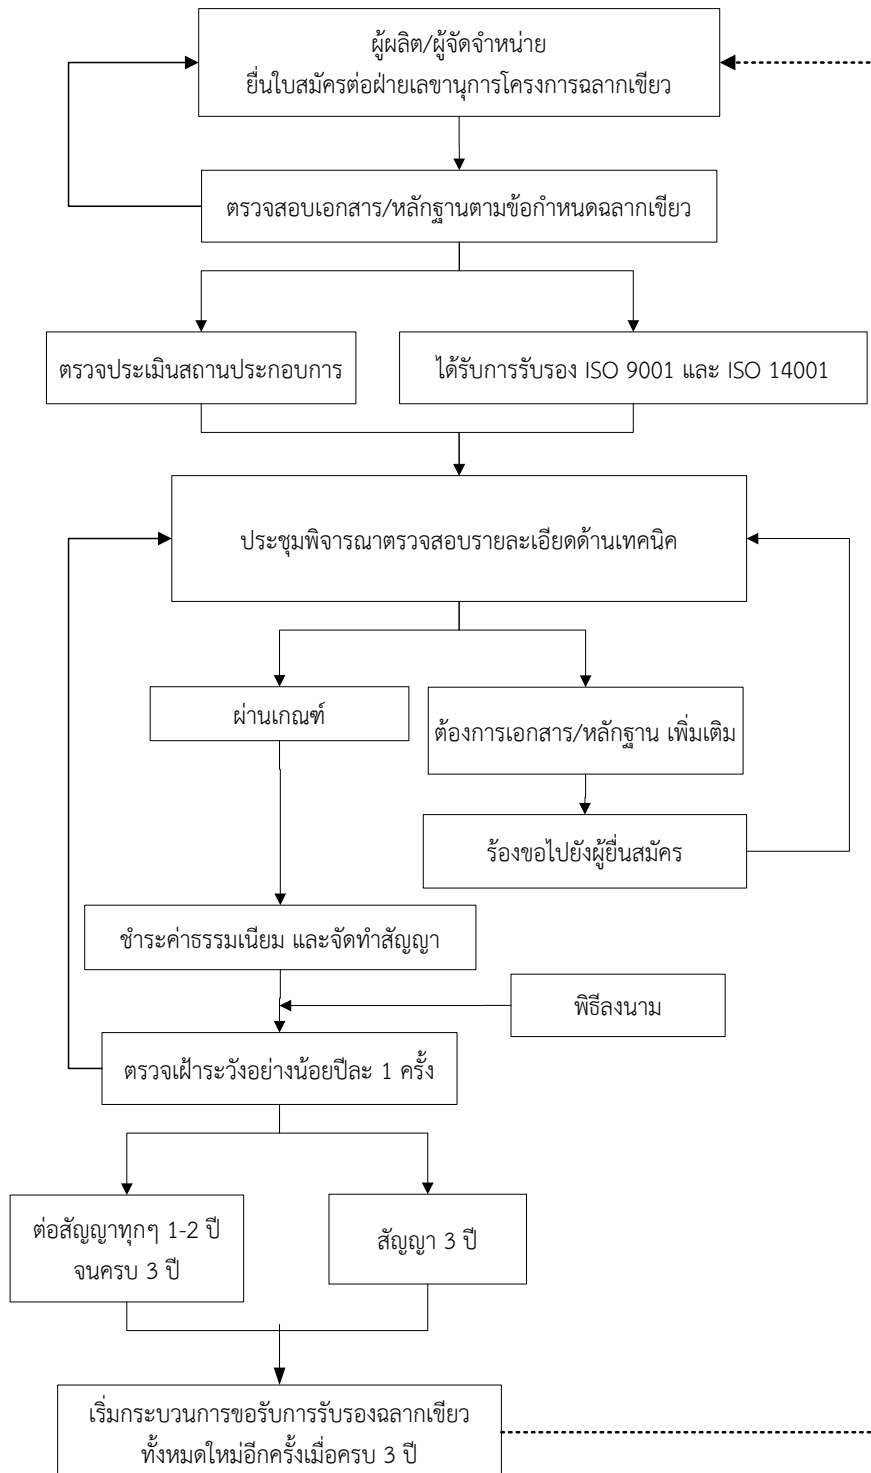 ผู้ผลิต/ผู้จัดจำหน่าย
ยื่นใบสมัครต่อฝ่ายเลขานุการโครงการฉลากเขียว
ตรวจสอบเอกสาร/หลักฐานตามข้อกำหนดฉลากเขียว
ตรวจประเมินสถานประกอบการ
ได้รับการรับรอง ISO 9001 และ ISO 14001
ประชุมพิจารณาตรวจสอบรายละเอียดด้านเทคนิค
ผ่านเกณฑ์
ต้องการเอกสาร/หลักฐาน เพิ่มเติม
ร้องขอไปยังผู้ยื่นสมัคร
ชำระค่าธรรมเนียม และจัดทำสัญญา
พิธีลงนาม
ตรวจเฝ้าระวังอย่างน้อยปีละ 1 ครั้ง
ต่อสัญญาทุกๆ 1-2 ปี
จนครบ 3 ปี
สัญญา 3 ปี
เริ่มกระบวนการขอรับการรับรองฉลากเขียว
ทั้งหมดใหม่อีกครั้งเมื่อครบ 3 ปี